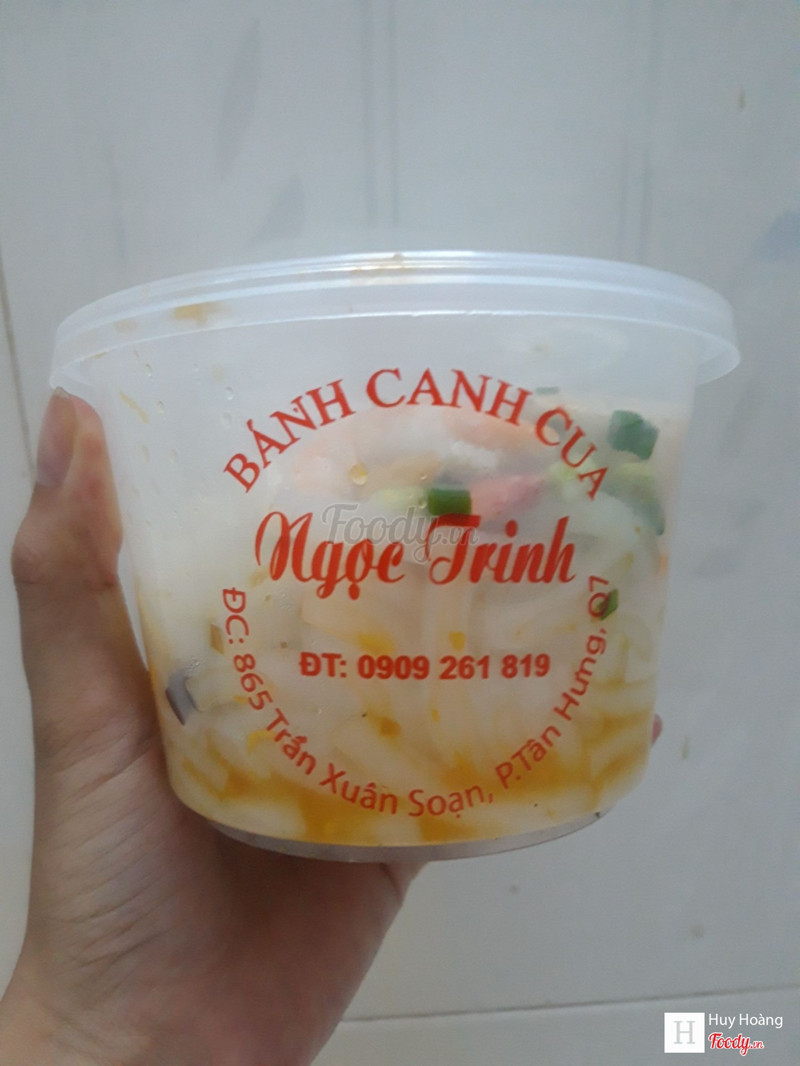 BÁNH CANH CUA
Ngọc Trinh
ĐT: 0909 261 819
ĐC: 865 Trần Xuân Soạn, P.Tân Hưng, Q7
Foody.vn
H Huy Hoàng
Foody.vn